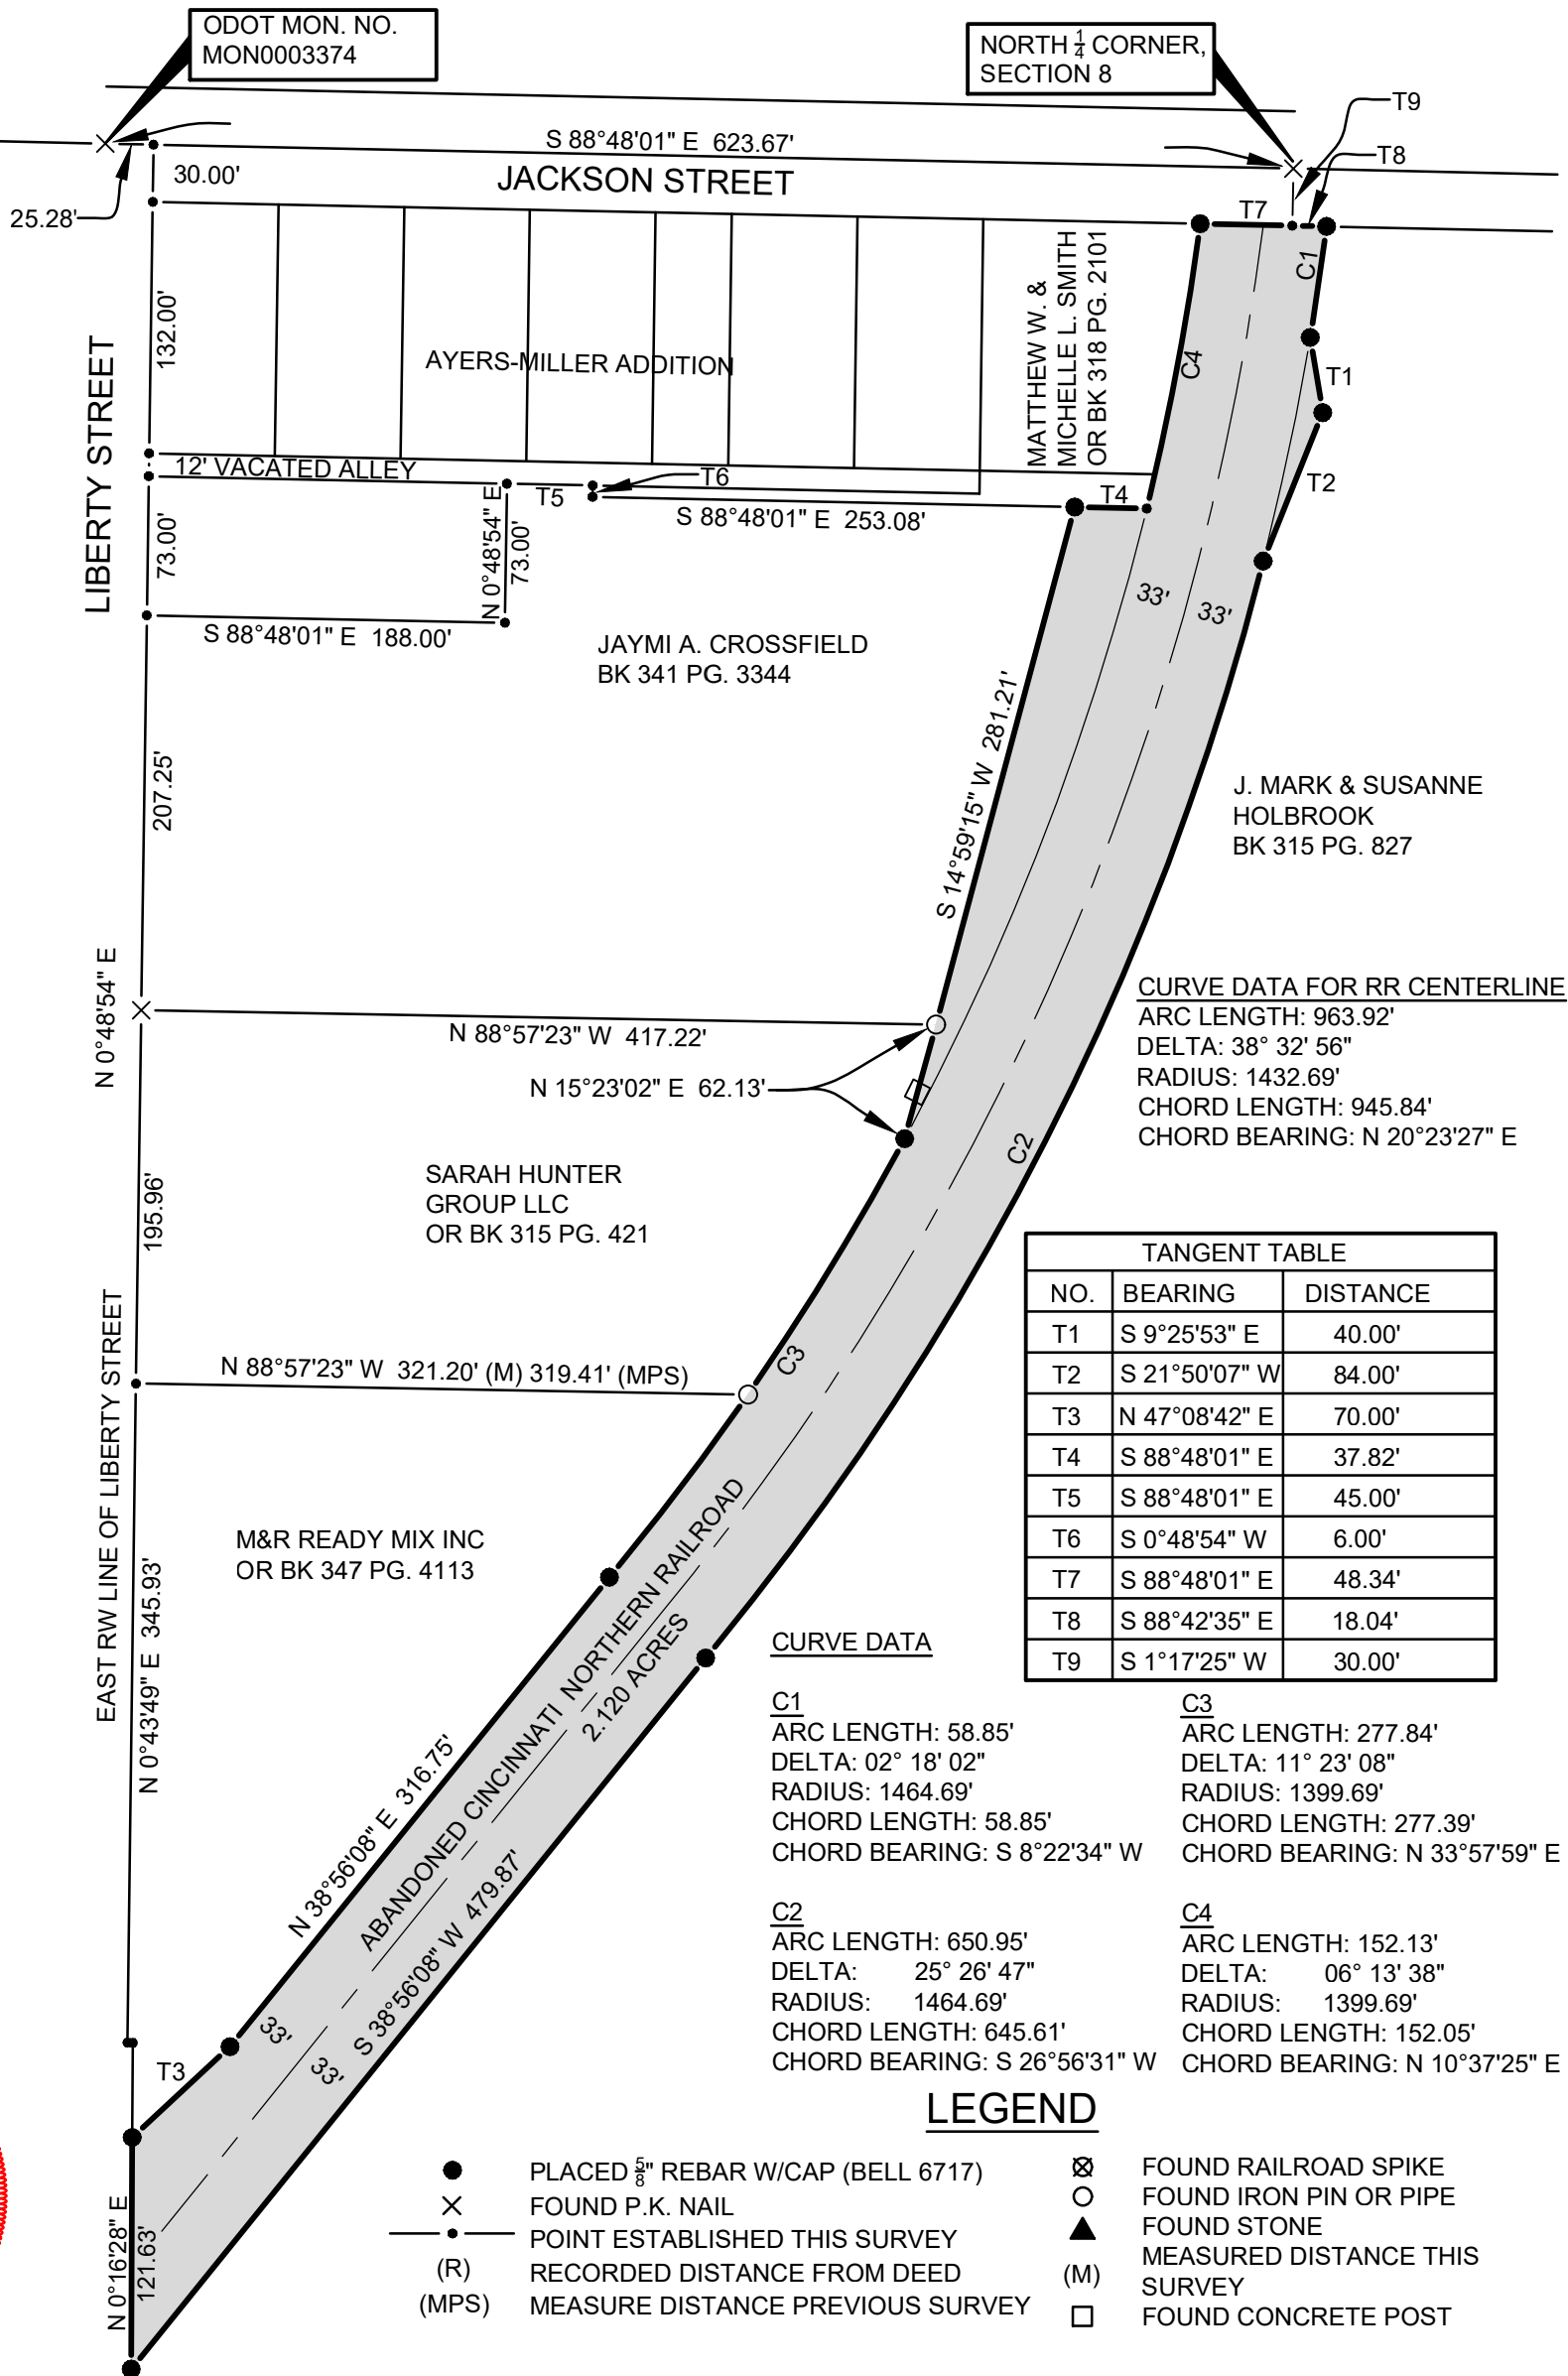 ODOT MON. NO.
MON0003374
NORTH 1/4 CORNER,
SECTION 8
T9
T8
S 88°48'01" E 623.67'
30.00'
JACKSON STREET
25.28'
T7
C1
132.00'
LIBERTY STREET
AYERS-MILLER ADDITION
MATTHEW W. &
MICHELLE L. SMITH
OR BK 318 PG. 2101
C4
T1
12' VACATED ALLEY
T6
T5
T4
T2
S 88°48'01" E 253.08'
N 0°48'54" E
73.00'
73.00'
S 88°48'01" E 188.00'
33'
33'
JAYMI A. CROSSFIELD
BK 341 PG. 3344
207.25'
S 14°59'15" W 281.21'
J. MARK & SUSANNE
HOLBROOK
BK 315 PG. 827
N 0°48'54" E
N 88°57'23" W 417.22'
N 15°23'02" E 62.13'
CURVE DATA FOR RR CENTERLINE
ARC LENGTH: 963.92'
DELTA: 38° 32' 56"
RADIUS: 1432.69'
CHORD LENGTH: 945.84'
CHORD BEARING: N 20°23'27" E
C2
195.96'
SARAH HUNTER
GROUP LLC
OR BK 315 PG. 421
TANGENT TABLE
NO. BEARING DISTANCE
T1 S 9°25'53" E 40.00'
T2 S 21°50'07" W 84.00'
T3 N 47°08'42" E 70.00'
T4 S 88°48'01" E 37.82'
T5 S 88°48'01" E 45.00'
T6 S 0°48'54" W 6.00'
T7 S 88°48'01" E 48.34'
T8 S 88°42'35" E 18.04'
T9 S 1°17'25" W 30.00'
N 88°57'23" W 321.20' (M) 319.41' (MPS)
C3
EAST RW LINE OF LIBERTY STREET
N 0°43'49" E 345.93'
M&R READY MIX INC
OR BK 347 PG. 4113
N 38°56'08" E 316.75'
ABANDONED CINCINNATI NORTHERN RAILROAD
2.120 ACRES
S 38°56'08" W 479.87'
33'
33'
T3
N 0°16'28" E
121.63'
CURVE DATA
C1
ARC LENGTH: 58.85'
DELTA: 02° 18' 02"
RADIUS: 1464.69'
CHORD LENGTH: 58.85'
CHORD BEARING: S 8°22'34" W
C3
ARC LENGTH: 277.84'
DELTA: 11° 23' 08"
RADIUS: 1399.69'
CHORD LENGTH: 277.39'
CHORD BEARING: N 33°57'59" E
C2
ARC LENGTH: 650.95'
DELTA: 25° 26' 47"
RADIUS: 1464.69'
CHORD LENGTH: 645.61'
CHORD BEARING: S 26°56'31" W
C4
ARC LENGTH: 152.13'
DELTA: 06° 13' 38"
RADIUS: 1399.69'
CHORD LENGTH: 152.05'
CHORD BEARING: N 10°37'25" E
LEGEND
PLACED 5/8" REBAR W/CAP (BELL 6717)
FOUND P.K. NAIL
POINT ESTABLISHED THIS SURVEY
(R) RECORDED DISTANCE FROM DEED
(MPS) MEASURE DISTANCE PREVIOUS SURVEY
FOUND RAILROAD SPIKE
FOUND IRON PIN OR PIPE
FOUND STONE
(M) MEASURED DISTANCE THIS
SURVEY
FOUND CONCRETE POST